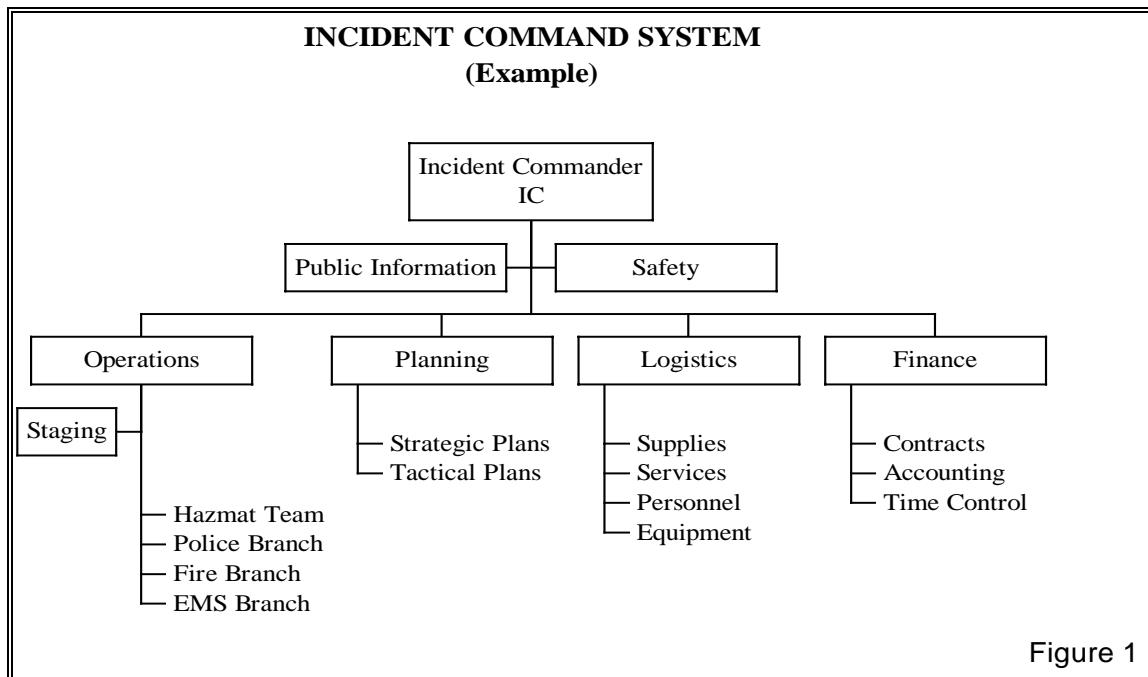 INCIDENT COMMAND SYSTEM
(Example)
Incident Commander
IC
Public Information
Safety
Operations
Planning
Logistics
Finance
Staging
Hazmat Team
Police Branch
Fire Branch
EMS Branch
Strategic Plans
Tactical Plans
Supplies
Services
Personnel
Equipment
Contracts
Accounting
Time Control
Figure 1